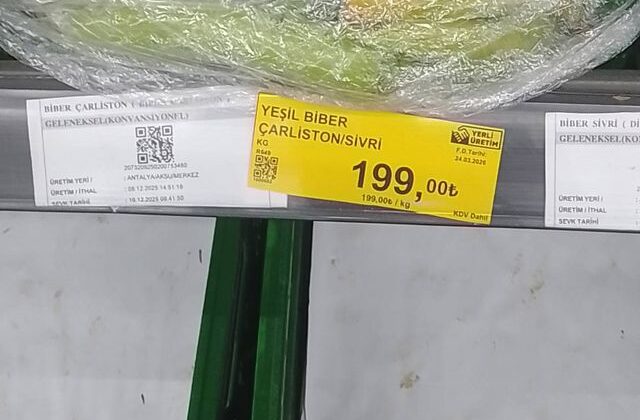 BİBER ÇARLİSTON (
GELENEKSEL(KONVANSİYONEL)
ÜRETİM YERİ / : ANTALYA/AKSU/MERKEZ
ÜRETİM / İTHAL : 08.12.2025 14:51:18
SEVK TARİHİ : 10.12.2025 08:41:50
YEŞİL BİBER
ÇARLİSTON/SİVRİ
KG
YERLİ
ÜRETİM
F.D.Tarihi:
24.03.2026
199,00₺
199,00₺ / kg
KDV Dahil
BİBER SİVRİ ( Dİ
GELENEKSEL(KONV
ÜRETİM YERİ /
ÜRETİM / İTHAL
SEVK TARİHİ